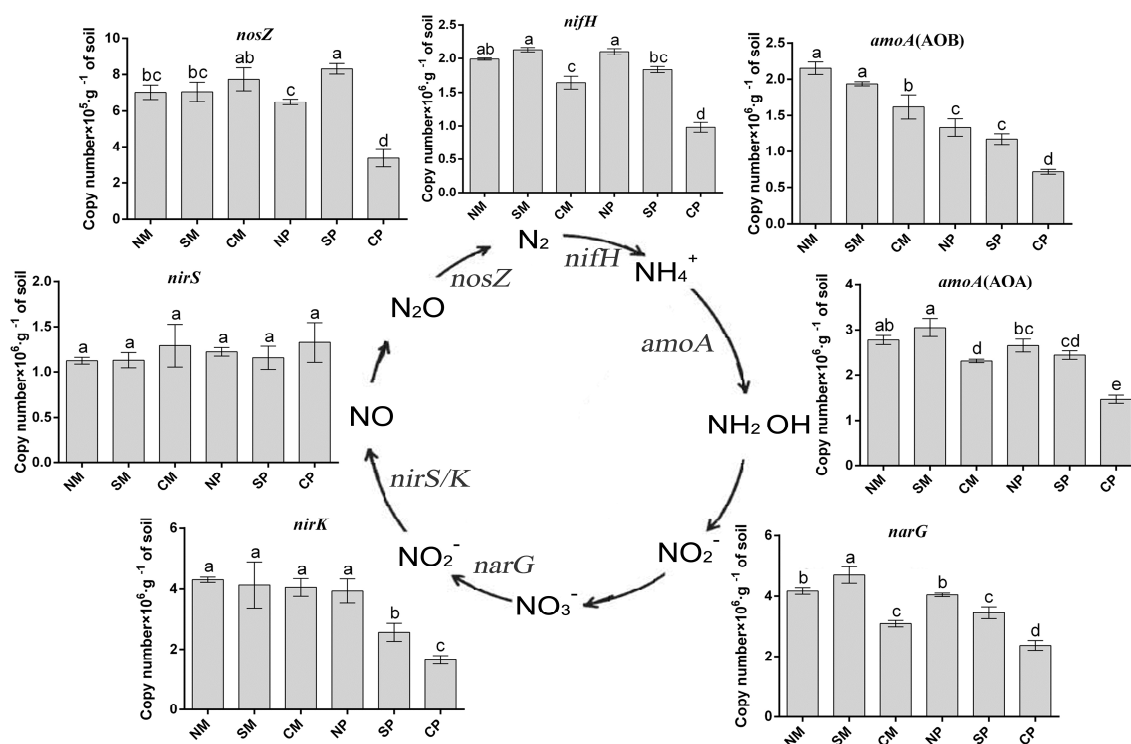 nosZ
Copy number×10⁵·g⁻¹ of soil
10
8
6
4
2
0
bc
bc
ab
c
a
d
NM SM CM NP SP CP
nifH
Copy number×10⁶·g⁻¹ of soil
2.5
2.0
1.5
1.0
0.5
0.0
ab
a
c
a
bc
d
NM SM CM NP SP CP
amoA(AOB)
Copy number×10⁶·g⁻¹ of soil
2.5
2.0
1.5
1.0
0.5
0.0
a
a
b
c
c
d
NM SM CM NP SP CP
nirS
Copy number×10⁶·g⁻¹ of soil
2.0
1.5
1.0
0.5
0.0
a
a
a
a
a
a
NM SM CM NP SP CP
N₂
nifH
NH₄⁺
amoA
NH₂ OH
NO₂⁻
NO₃⁻
narG
NO₂⁻
nirS/K
NO
N₂O
nosZ
amoA(AOA)
Copy number×10⁶·g⁻¹ of soil
4
3
2
1
0
ab
a
d
bc
cd
e
NM SM CM NP SP CP
nirK
Copy number×10⁶·g⁻¹ of soil
6
4
2
0
a
a
a
a
b
c
NM SM CM NP SP CP
narG
Copy number×10⁶·g⁻¹ of soil
6
4
2
0
b
a
c
b
c
d
NM SM CM NP SP CP